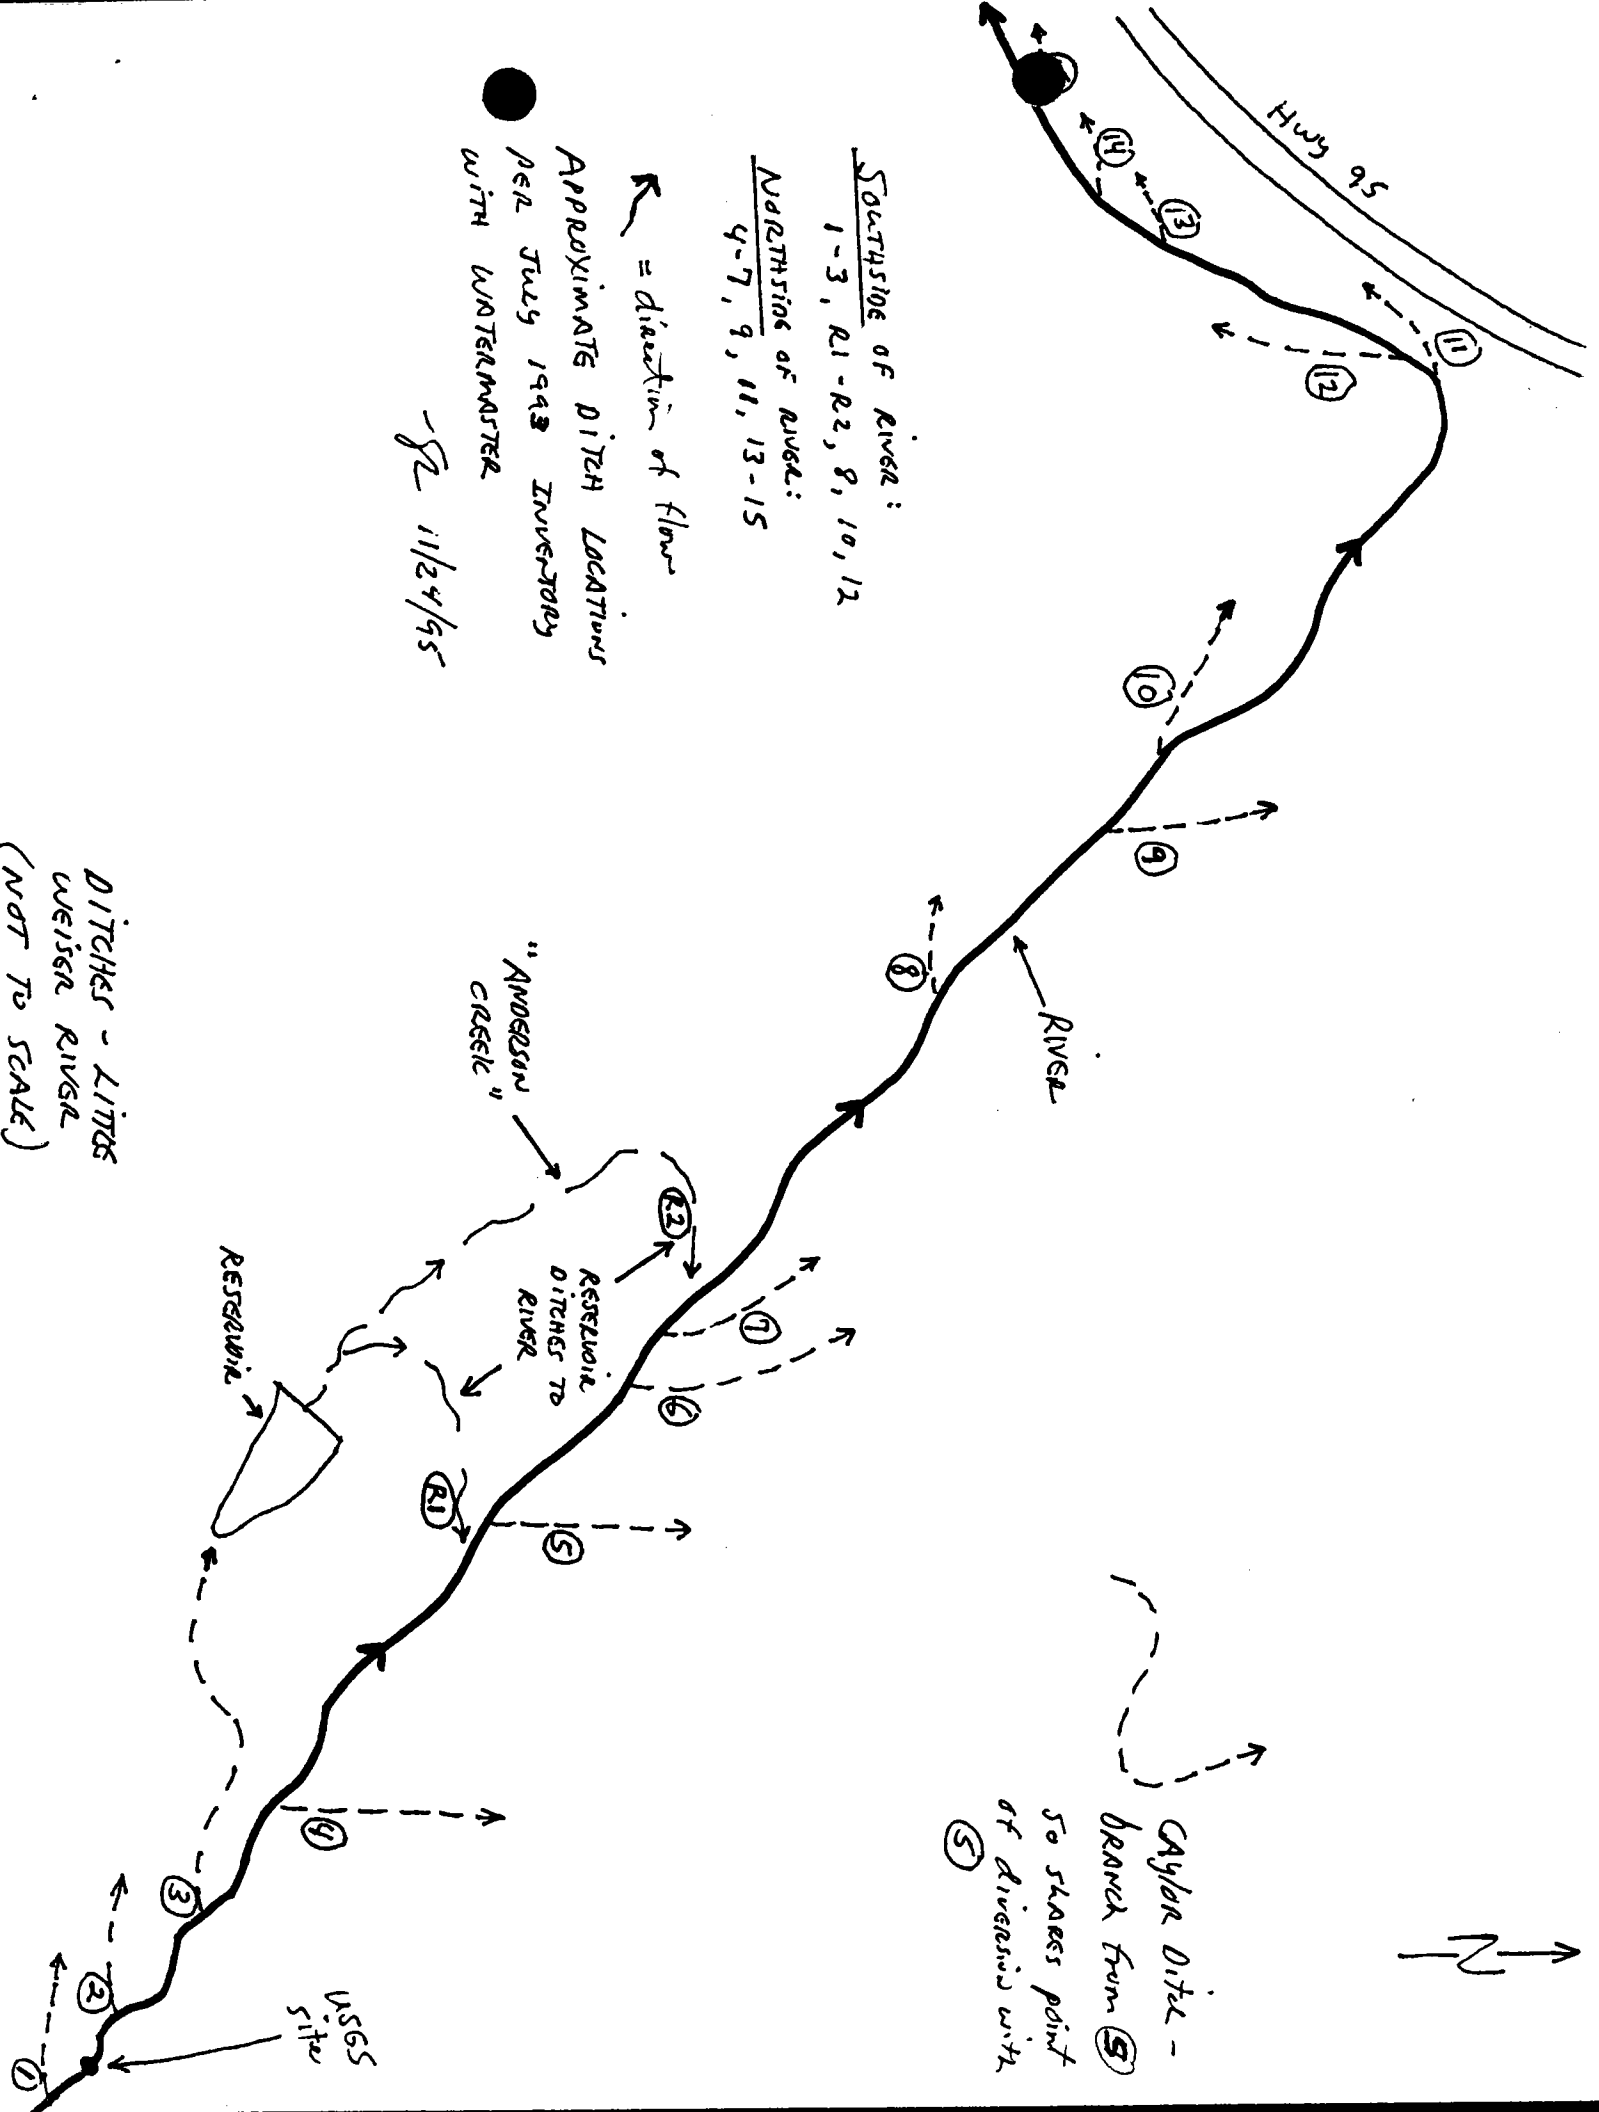 Hwy 95
14
13
11
12
SOUTHSIDE OF RIVER:
1-3, R1-R2, 8, 10, 12
NORTHSIDE OF RIVER:
4-7, 9, 11, 13-15
= direction of flow
APPROXIMATE DITCH LOCATIONS
PER JULY 1993 INVENTORY
WITH WATERMASTER
11/24/95
10
9
8
RIVER
"ANDERSON
CREEK"
R2
RESERVOIR
DITCHES TO
RIVER
7
6
RESERVOIR
R1
5
4
3
2
1
USGS
site
CAylor Ditch -
BRANCH from 5
so shares point
of diversion with
5
N
DITCHES - LITTLE
WEISER RIVER
(NOT TO SCALE)